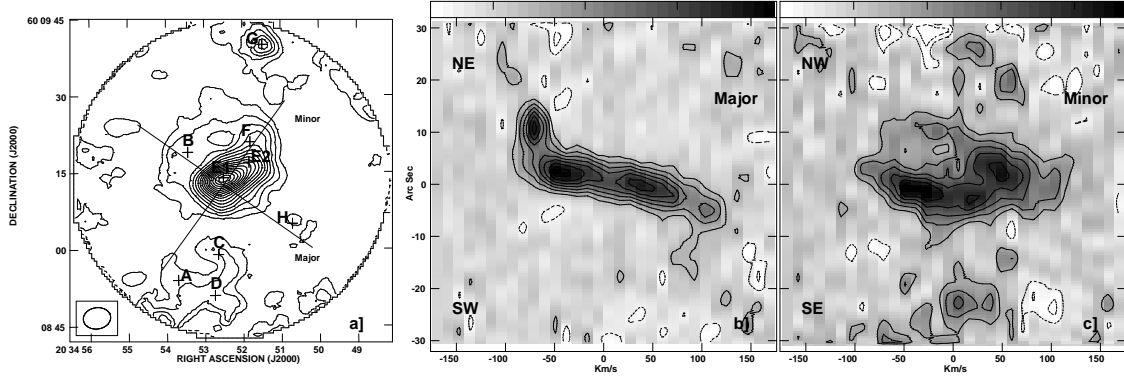 60 09 45
30
15
00
08 45
DECLINATION (J2000)
20 34 56
55
54
53
52
51
50
49
RIGHT ASCENSION (J2000)
G
Minor
B
F
E2
H
Major
C
A
D
a]
30
20
10
0
-10
-20
-30
Arc Sec
NE
Major
SW
b]
-150
-100
-50
0
50
100
150
Km/s
NW
Minor
SE
c]
-150
-100
-50
0
50
100
150
Km/s